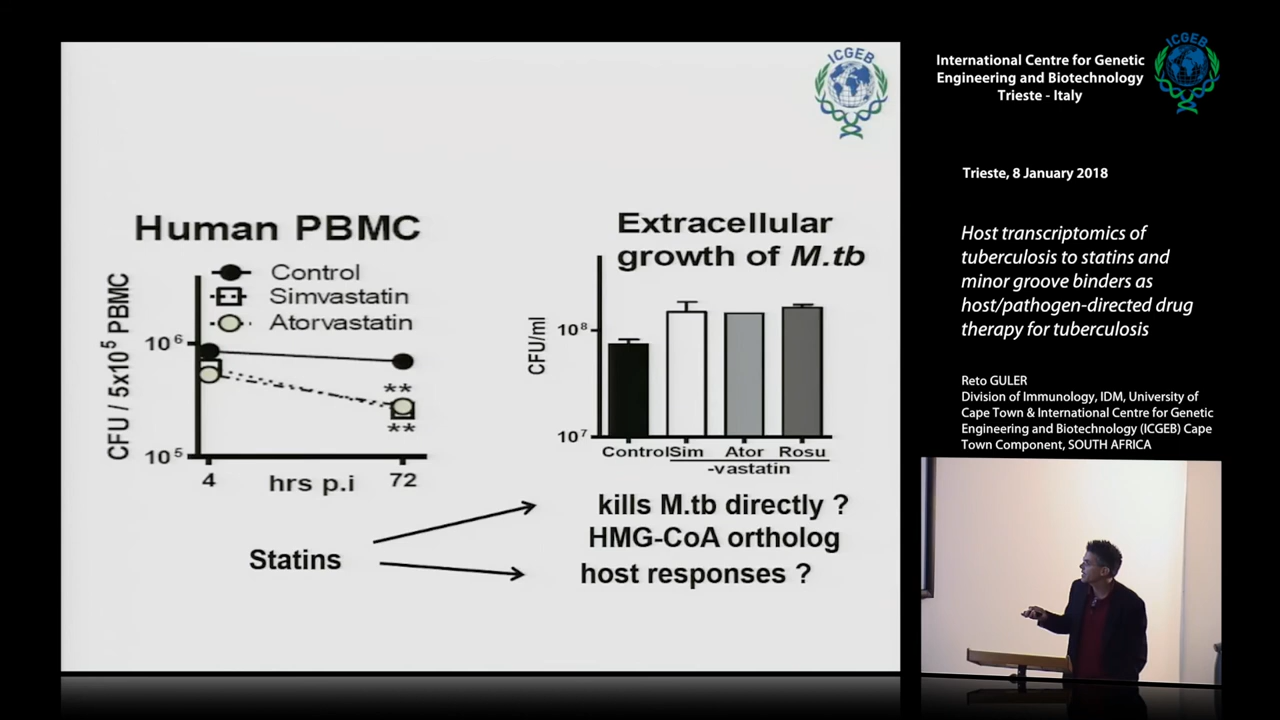 ICGEB
Human PBMC
Control
Simvastatin
Atorvastatin
CFU / 5x10⁵ PBMC
10⁶
10⁵
**
**
4
hrs p.i
72
Extracellular
growth of M.tb
CFU/ml
10⁸
10⁷
Control
Sim
Ator
Rosu
-vastatin
Statins
kills M.tb directly ?
HMG-CoA ortholog
host responses ?
International Centre for Genetic
Engineering and Biotechnology
Trieste - Italy
ICGEB
Trieste, 8 January 2018
Host transcriptomics of
tuberculosis to statins and
minor groove binders as
host/pathogen-directed drug
therapy for tuberculosis
Reto GULER
Division of Immunology, IDM, University of
Cape Town & International Centre for Genetic
Engineering and Biotechnology (ICGEB) Cape
Town Component, SOUTH AFRICA